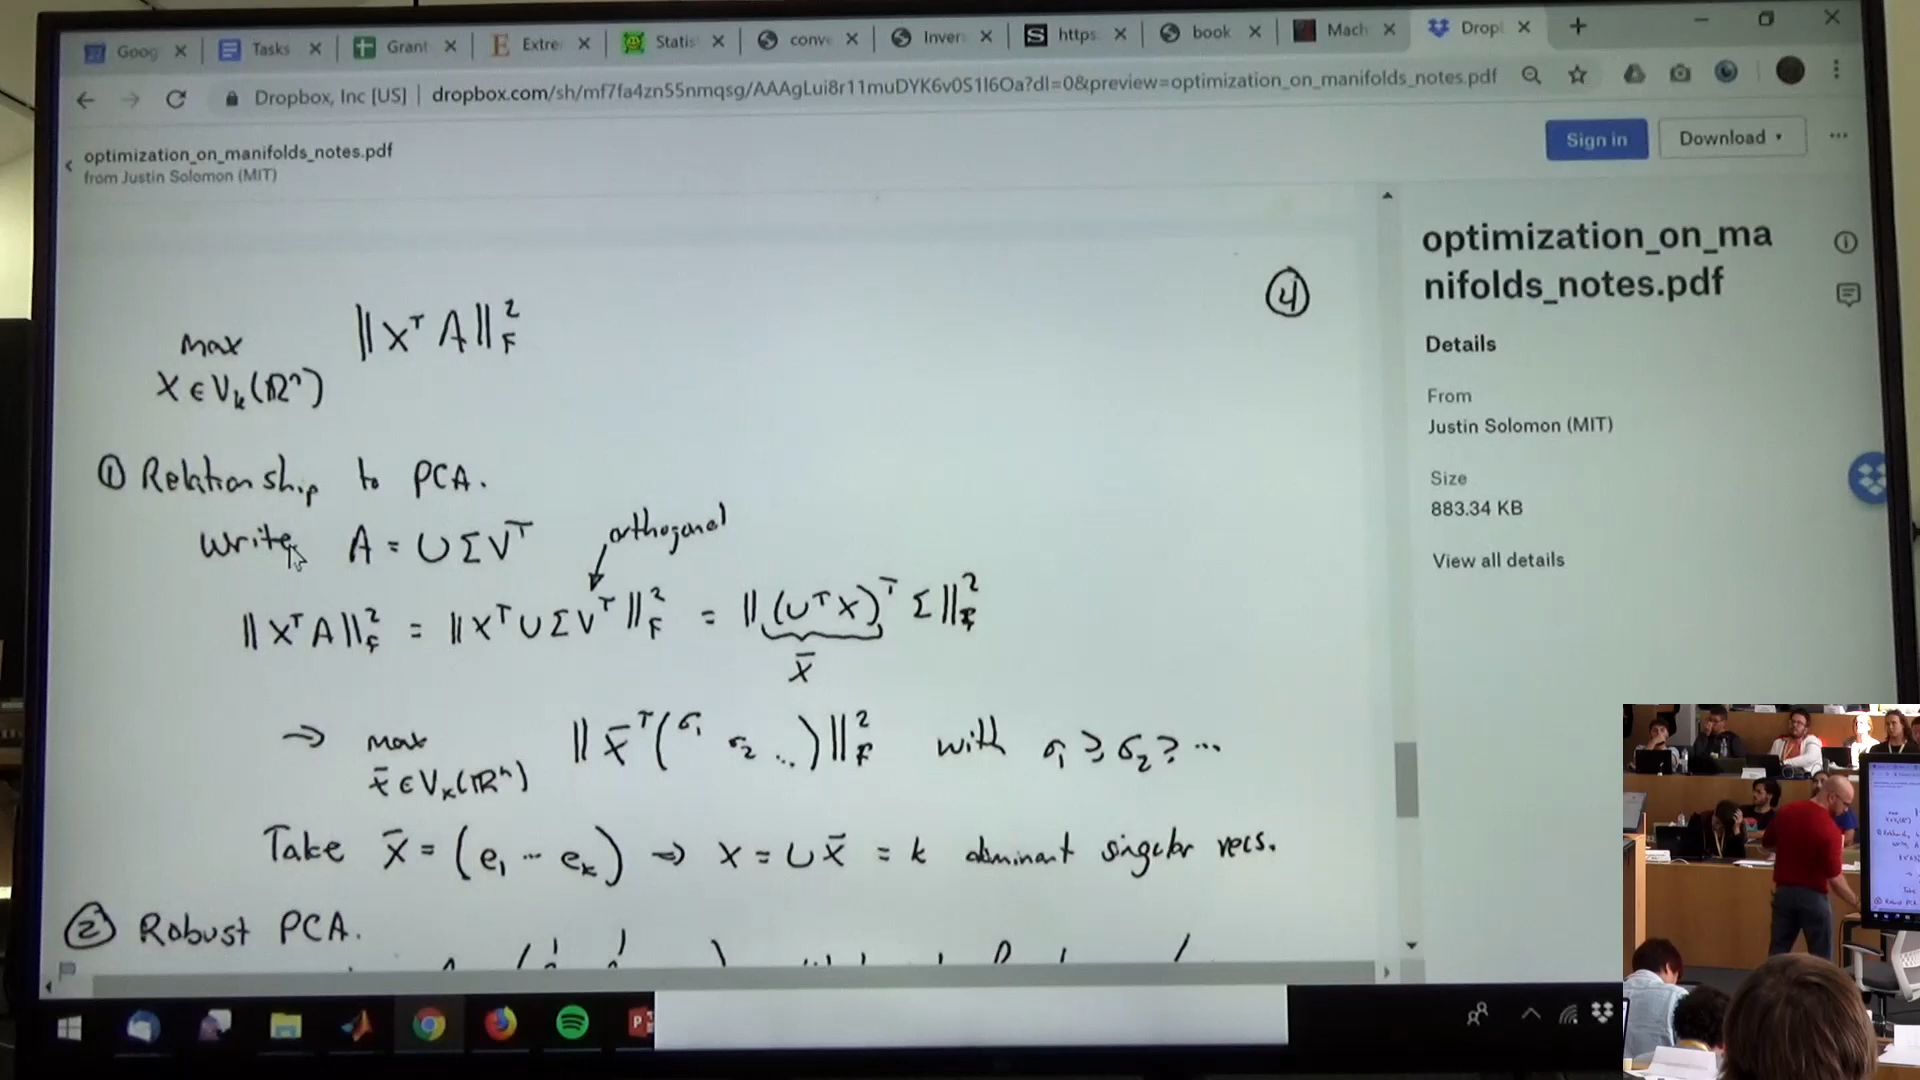 Goog
Tasks
Grant
Extre
Statis
conve
Inver
https:
book
Mach
Dropl
Dropbox, Inc [US] | dropbox.com/sh/mf7fa4zn55nmqsg/AAAgLui8r11muDYK6v0S1l6Oa?dl=0&preview=optimization_on_manifolds_notes.pdf
optimization_on_manifolds_notes.pdf
from Justin Solomon (MIT)
Sign in
Download
④
max ‖XᵀA‖²_F
X ∈ V_k(ℝⁿ)
① Relationship to PCA.
Write A = UΣVᵀ
orthogonal
‖XᵀA‖²_F = ‖XᵀUΣVᵀ‖²_F = ‖(UᵀX)ᵀ Σ‖²_F
X̄
→ max ‖X̄ᵀ(σ₁ σ₂ ⋱)‖²_F with σ₁ ≥ σ₂ ≥ ⋯
X̄ ∈ V_k(ℝⁿ)
Take X̄ = (e₁ ⋯ e_k) ⇒ X = UX̄ = k dominant singular vecs.
② Robust PCA.
optimization_on_ma
nifolds_notes.pdf
Details
From
Justin Solomon (MIT)
Size
883.34 KB
View all details